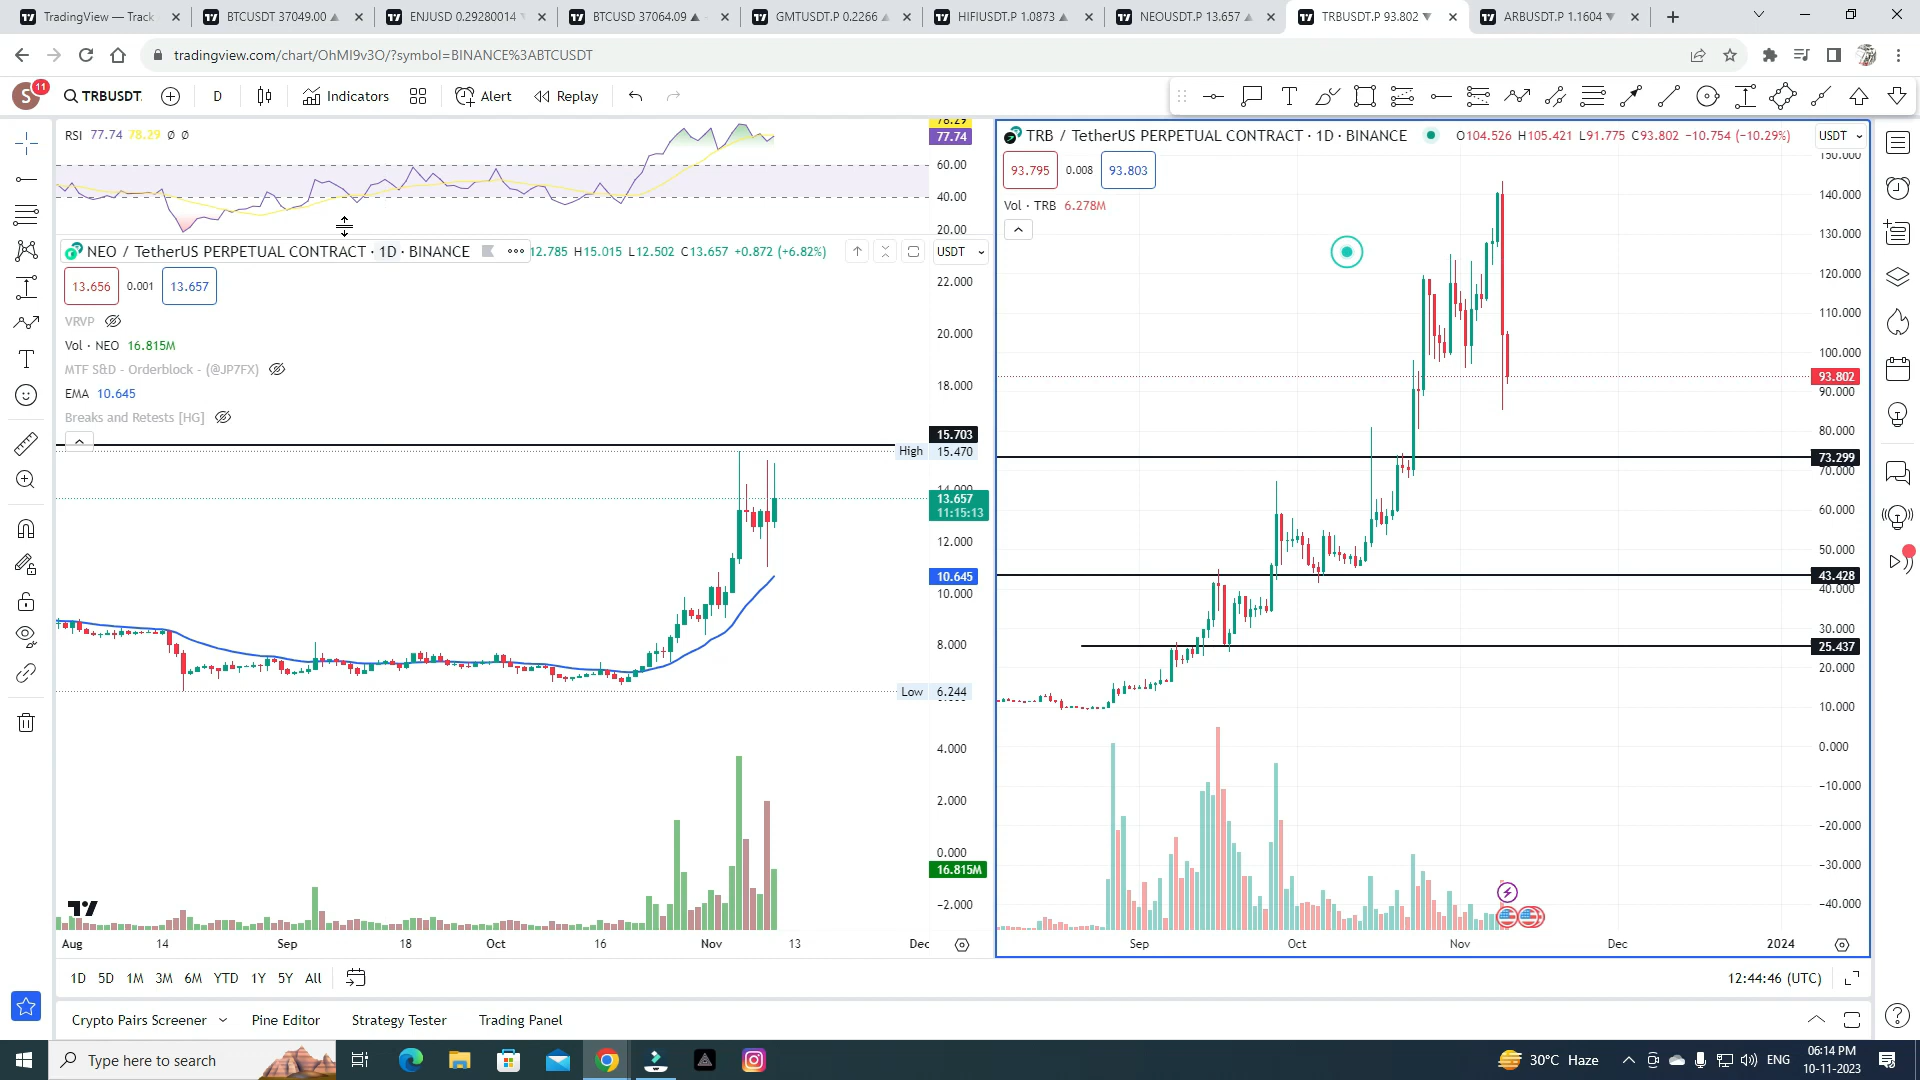 TradingView — Track
BTCUSDT 37049.00 ▲
ENJUSD 0.29280014
BTCUSD 37064.09 ▲
GMTUSDT.P 0.2266 ▲
HIFIUSDT.P 1.0873 ▲
NEOUSDT.P 13.657 ▲
TRBUSDT.P 93.802 ▼
ARBUSDT.P 1.1604 ▼
tradingview.com/chart/OhMI9v3O/?symbol=BINANCE%3ABTCUSDT
S 11
TRBUSDT.
D
Indicators
Alert
Replay
RSI 77.74 78.29 Ø Ø
78.29
77.74
60.00
40.00
20.00
NEO / TetherUS PERPETUAL CONTRACT · 1D · BINANCE
12.785 H15.015 L12.502 C13.657 +0.872 (+6.82%)
USDT
13.656 0.001 13.657
VRVP
Vol · NEO 16.815M
MTF S&D - Orderblock - (@JP7FX)
EMA 10.645
Breaks and Retests [HG]
22.000
20.000
18.000
15.703
High 15.470
14.000
13.657
11:15:13
12.000
10.645
10.000
8.000
Low 6.244
4.000
2.000
0.000
16.815M
−2.000
Aug 14 Sep 18 Oct 16 Nov 13 Dec
TRB / TetherUS PERPETUAL CONTRACT · 1D · BINANCE
O104.526 H105.421 L91.775 C93.802 −10.754 (−10.29%)
USDT
93.795 0.008 93.803
Vol · TRB 6.278M
150.000
140.000
130.000
120.000
110.000
100.000
93.802
90.000
80.000
73.299
70.000
60.000
50.000
43.428
40.000
30.000
25.437
20.000
10.000
0.000
−10.000
−20.000
−30.000
−40.000
Sep Oct Nov Dec 2024
1D 5D 1M 3M 6M YTD 1Y 5Y All
12:44:46 (UTC)
Crypto Pairs Screener
Pine Editor
Strategy Tester
Trading Panel
Type here to search
30°C Haze
ENG
06:14 PM
10-11-2023